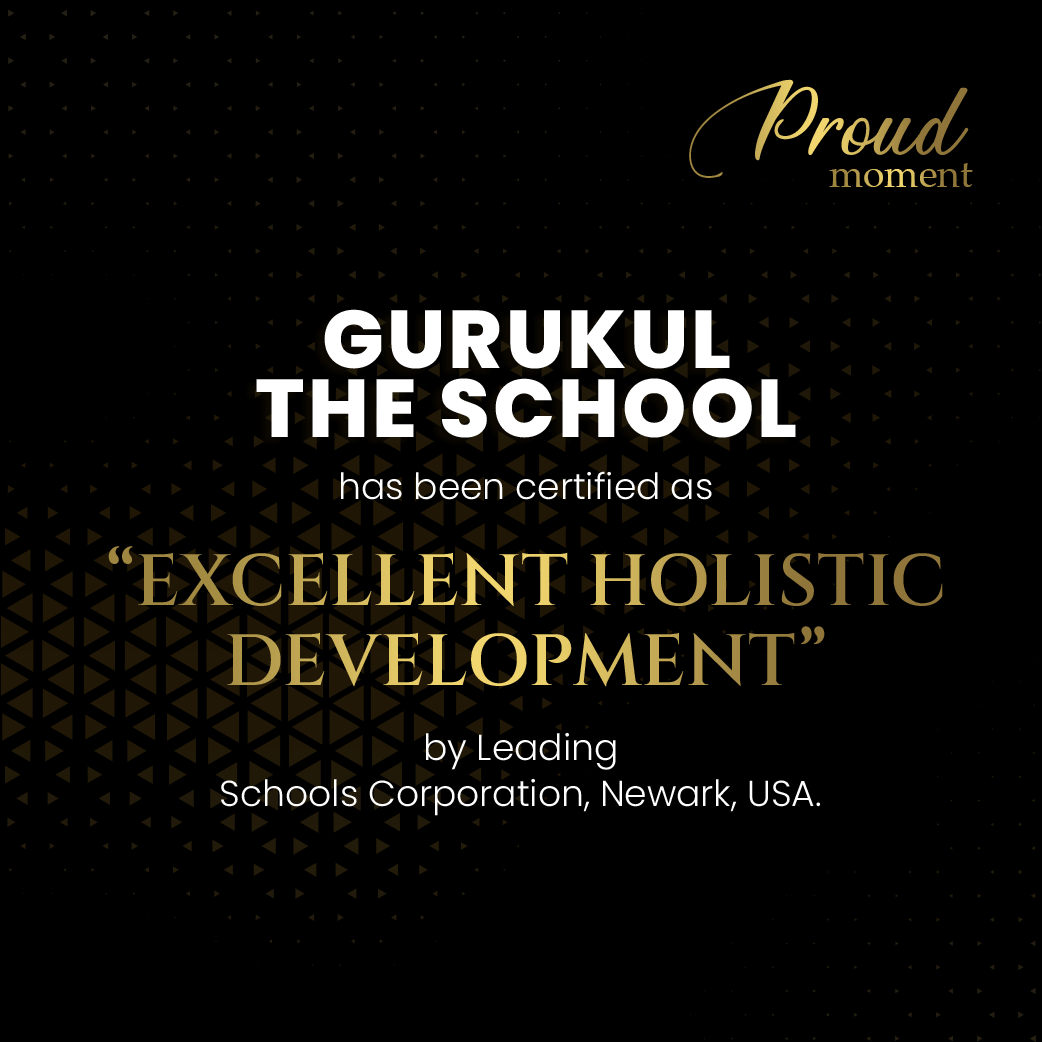 Proud
moment
GURUKUL
THE SCHOOL
has been certified as
“EXCELLENT HOLISTIC
DEVELOPMENT”
by Leading
Schools Corporation, Newark, USA.